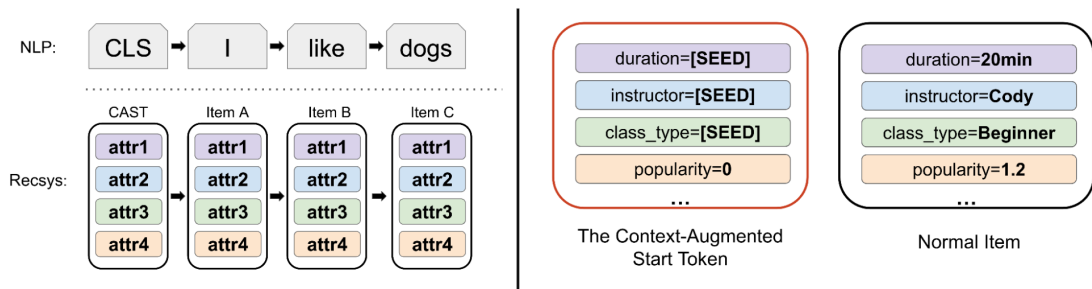 NLP:
CLS
I
like
dogs
CAST
Item A
Item B
Item C
Recsys:
attr1
attr1
attr1
attr1
attr2
attr2
attr2
attr2
attr3
attr3
attr3
attr3
attr4
attr4
attr4
attr4
duration=[SEED]
instructor=[SEED]
class_type=[SEED]
popularity=0
...
The Context-Augmented
Start Token
duration=20min
instructor=Cody
class_type=Beginner
popularity=1.2
...
Normal Item